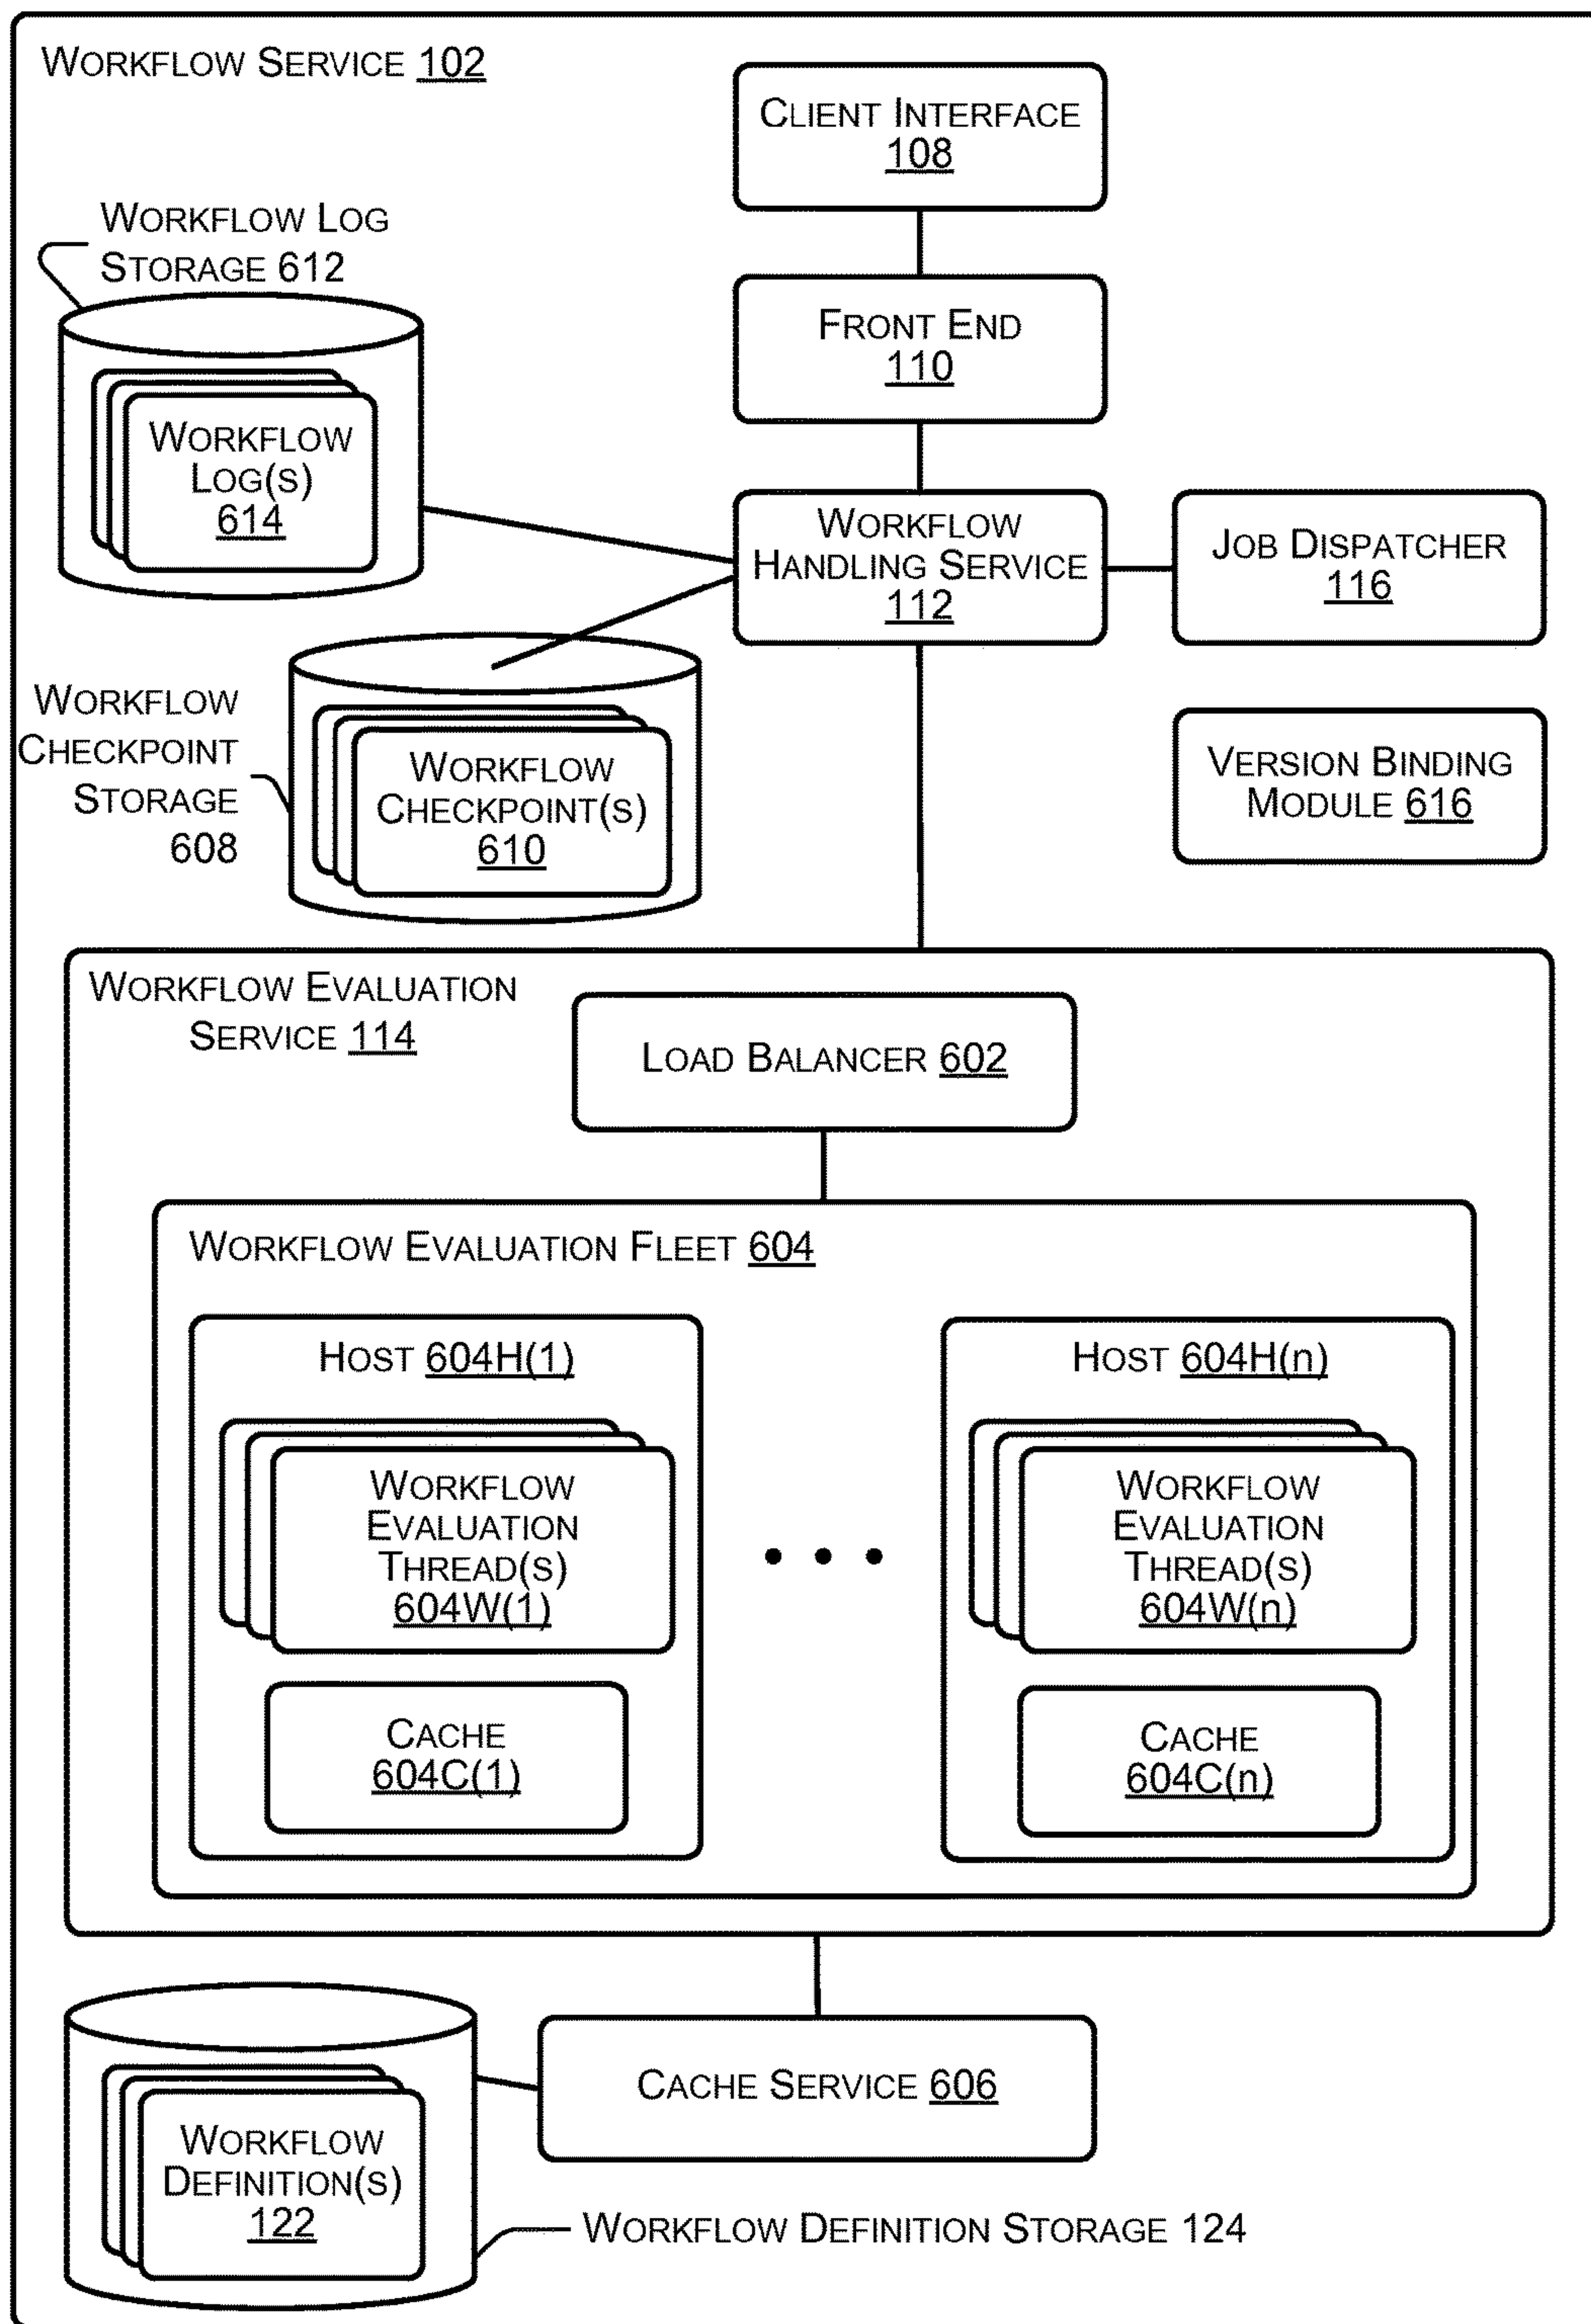 WORKFLOW SERVICE 102
CLIENT INTERFACE
108
WORKFLOW LOG
STORAGE 612
FRONT END
110
WORKFLOW
LOG(S)
614
WORKFLOW
HANDLING SERVICE
112
JOB DISPATCHER
116
WORKFLOW
CHECKPOINT
STORAGE
608
WORKFLOW
CHECKPOINT(S)
610
VERSION BINDING
MODULE 616
WORKFLOW EVALUATION
SERVICE 114
LOAD BALANCER 602
WORKFLOW EVALUATION FLEET 604
HOST 604H(1)
WORKFLOW
EVALUATION
THREAD(S)
604W(1)
CACHE
604C(1)
• • •
HOST 604H(n)
WORKFLOW
EVALUATION
THREAD(S)
604W(n)
CACHE
604C(n)
CACHE SERVICE 606
WORKFLOW
DEFINITION(S)
122
WORKFLOW DEFINITION STORAGE 124